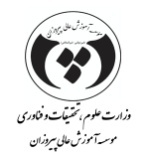 موسسه آموزش عالی پیروزان
وزارت علوم، تحقیقات و فناوری
موسسه آموزش عالی پیروزان